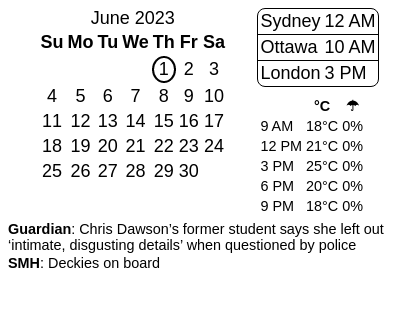 June 2023
Su Mo Tu We Th Fr Sa
1 2 3
4 5 6 7 8 9 10
11 12 13 14 15 16 17
18 19 20 21 22 23 24
25 26 27 28 29 30
Sydney 12 AM
Ottawa 10 AM
London 3 PM
°C ☂
9 AM 18°C 0%
12 PM 21°C 0%
3 PM 25°C 0%
6 PM 20°C 0%
9 PM 18°C 0%
Guardian: Chris Dawson’s former student says she left out
‘intimate, disgusting details’ when questioned by police
SMH: Deckies on board